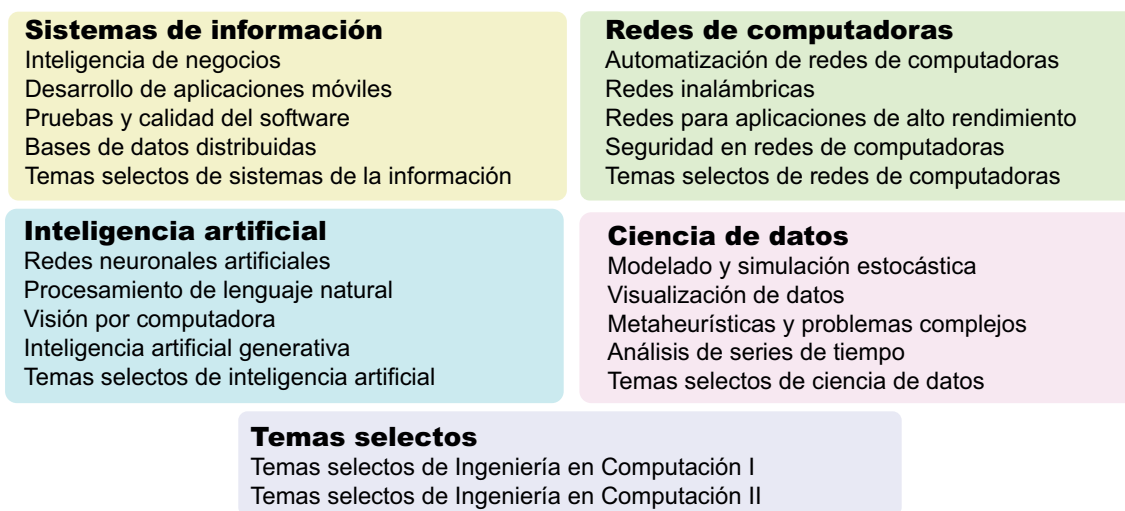 Sistemas de información
Inteligencia de negocios
Desarrollo de aplicaciones móviles
Pruebas y calidad del software
Bases de datos distribuidas
Temas selectos de sistemas de la información
Redes de computadoras
Automatización de redes de computadoras
Redes inalámbricas
Redes para aplicaciones de alto rendimiento
Seguridad en redes de computadoras
Temas selectos de redes de computadoras
Inteligencia artificial
Redes neuronales artificiales
Procesamiento de lenguaje natural
Visión por computadora
Inteligencia artificial generativa
Temas selectos de inteligencia artificial
Ciencia de datos
Modelado y simulación estocástica
Visualización de datos
Metaheurísticas y problemas complejos
Análisis de series de tiempo
Temas selectos de ciencia de datos
Temas selectos
Temas selectos de Ingeniería en Computación I
Temas selectos de Ingeniería en Computación II